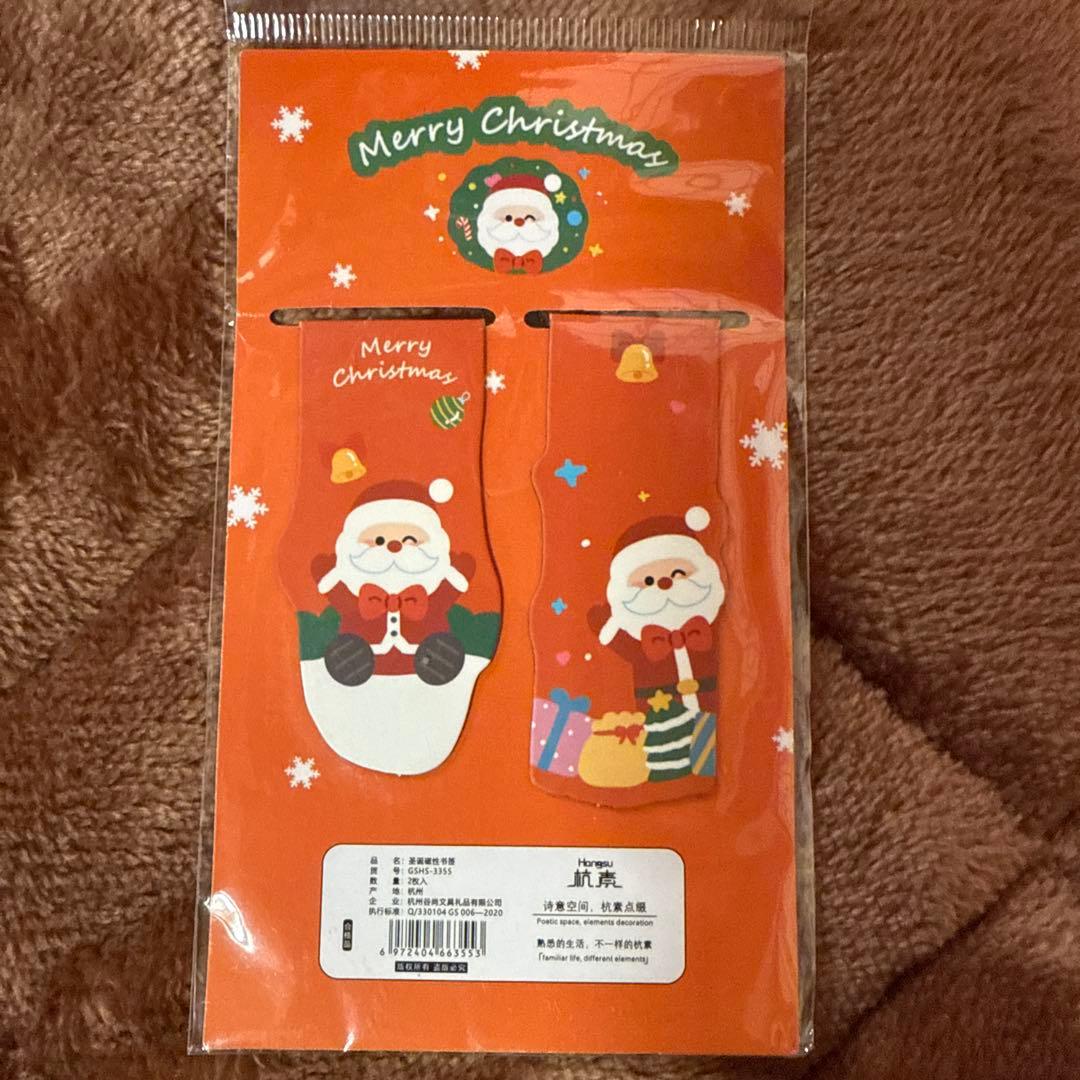 Merry Christmas
Merry
Christmas
品 名：圣诞磁性书签
货 号：GSHS-3355
数 量：2枚入
产 地：杭州
企 业：杭州谷尚文具礼品有限公司
执行标准：Q/330104 GS 006—2020
合格品
6 972404 663553
版权所有 盗版必究
Hangsu
杭素
诗意空间，杭素点缀
Poetic space, elements decoration
熟悉的生活，不一样的杭素
「familiar life, different elements」